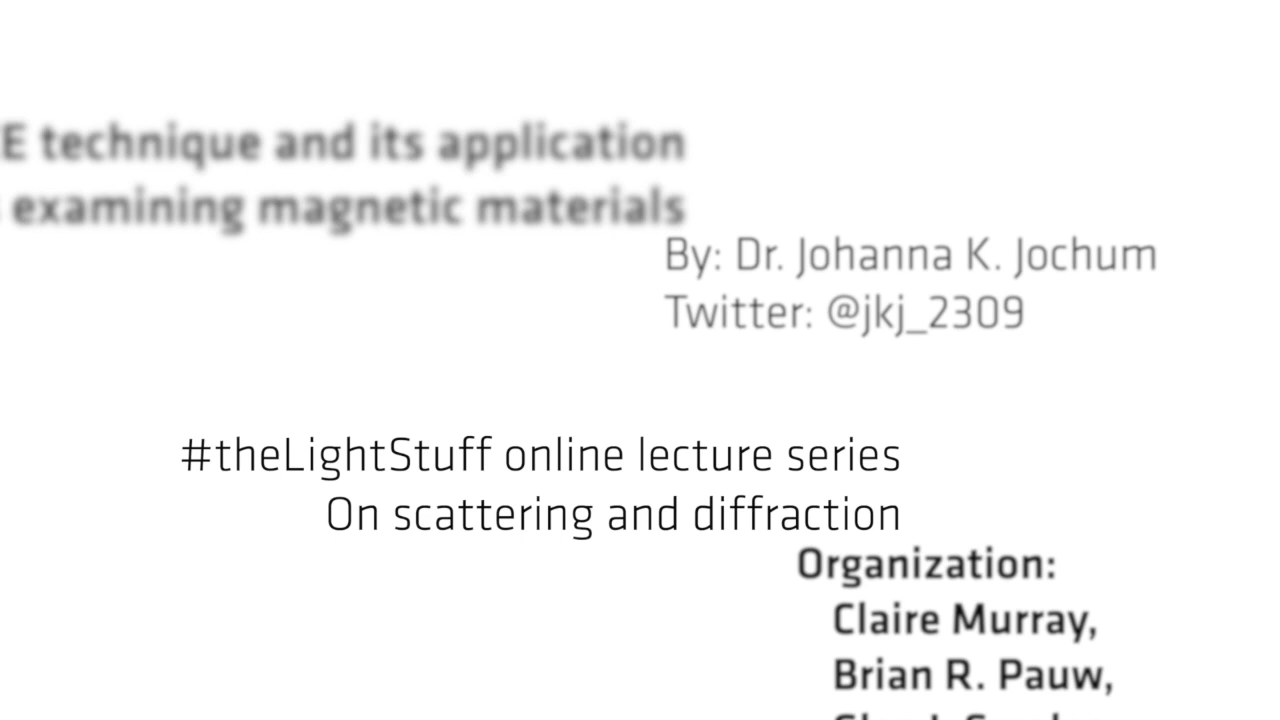 E technique and its application
examining magnetic materials
By: Dr. Johanna K. Jochum
Twitter: @jkj_2309
#theLightStuff online lecture series
On scattering and diffraction
Organization:
Claire Murray,
Brian R. Pauw,